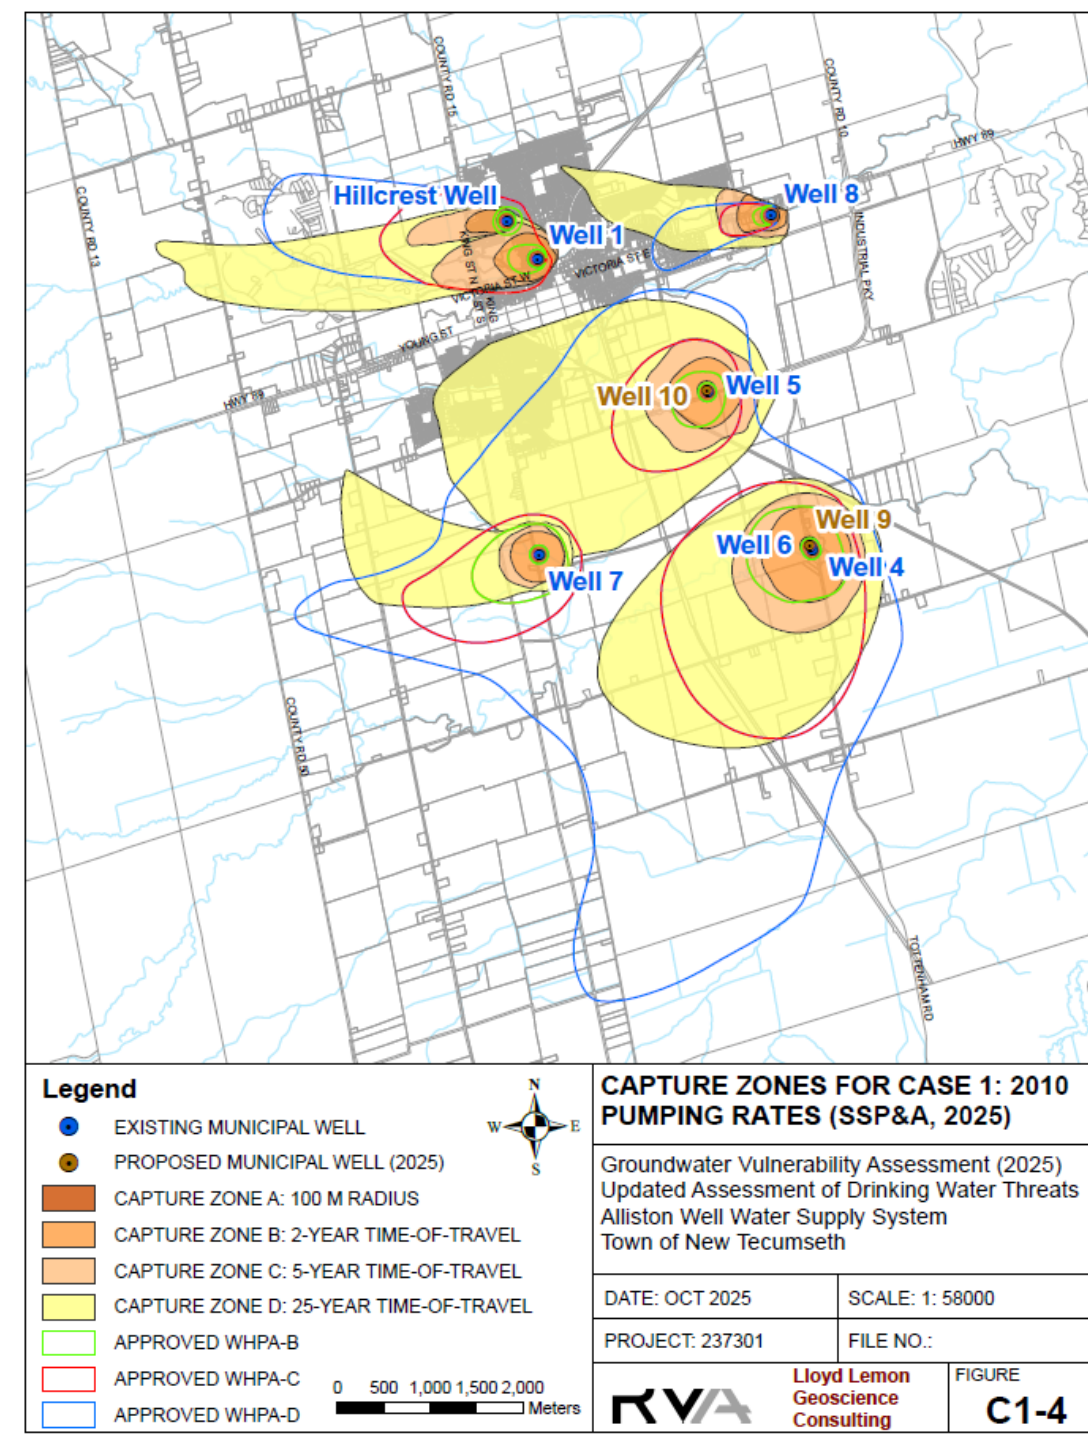 COUNTY RD 15
COUNTY RD 10
HWY 89
COUNTY RD 13
Hillcrest Well
Well 8
Well 1
KING ST N
VICTORIA ST E
INDUSTRIAL PKY
VICTORIA ST W
KING ST S
YOUNG ST
HWY 89
Well 10
Well 5
Well 9
Well 6
Well 4
Well 7
COUNTY RD 50
TOTTENHAM RD
Legend
EXISTING MUNICIPAL WELL
PROPOSED MUNICIPAL WELL (2025)
CAPTURE ZONE A: 100 M RADIUS
CAPTURE ZONE B: 2-YEAR TIME-OF-TRAVEL
CAPTURE ZONE C: 5-YEAR TIME-OF-TRAVEL
CAPTURE ZONE D: 25-YEAR TIME-OF-TRAVEL
APPROVED WHPA-B
APPROVED WHPA-C
APPROVED WHPA-D
N
W E
S
0 500 1,000 1,500 2,000
Meters
CAPTURE ZONES FOR CASE 1: 2010
PUMPING RATES (SSP&A, 2025)
Groundwater Vulnerability Assessment (2025)
Updated Assessment of Drinking Water Threats
Alliston Well Water Supply System
Town of New Tecumseth
DATE: OCT 2025
SCALE: 1: 58000
PROJECT: 237301
FILE NO.:
RVA
Lloyd Lemon
Geoscience
Consulting
FIGURE
C1-4